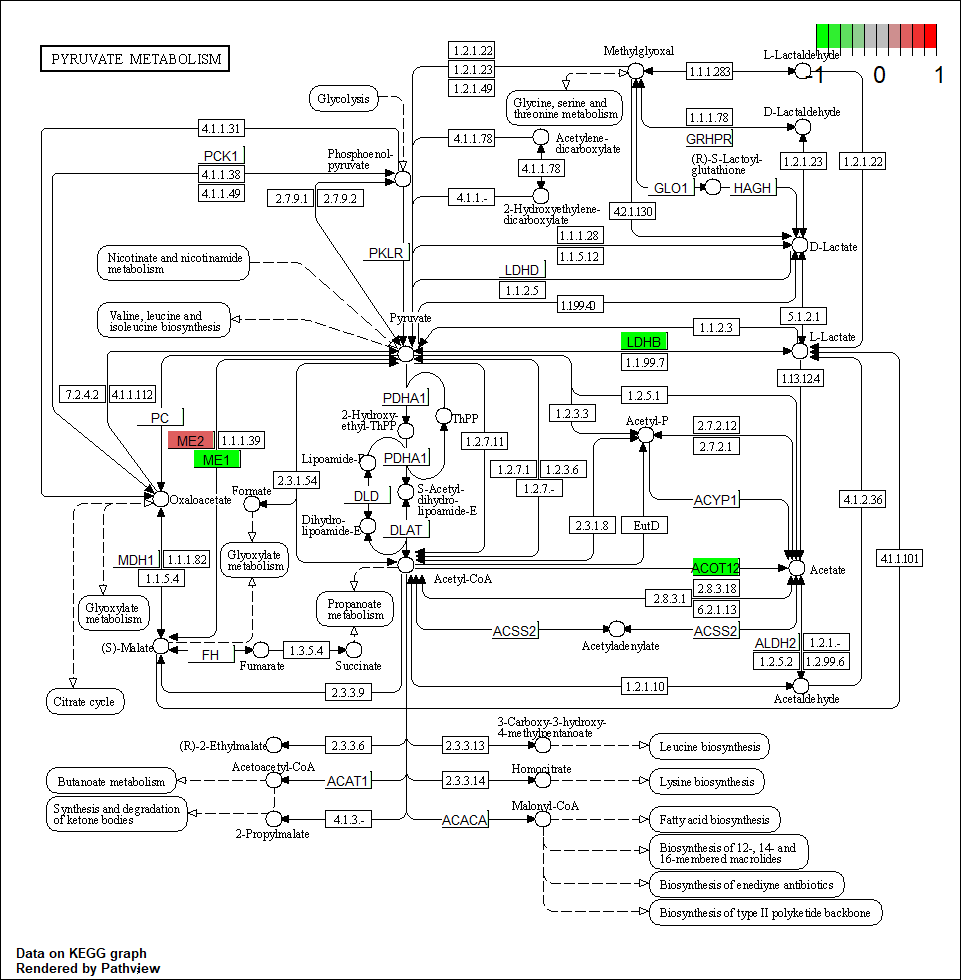 PYRUVATE METABOLISM
-1 0 1
1.2.1.22
1.2.1.23
1.2.1.49
Methylglyoxal
1.1.1.283
L-Lactaldehyde
Glycolysis
Glycine, serine and
threonine metabolism
1.1.1.78
GRHPR
D-Lactaldehyde
4.1.1.31
PCK1
4.1.1.38
4.1.1.49
Phosphoenol-
pyruvate
4.1.1.78
Acetylene-
dicarboxylate
4.1.1.78
(R)-S-Lactoyl-
glutathione
1.2.1.23
1.2.1.22
2.7.9.1
2.7.9.2
4.1.1.-
2-Hydroxyethylene-
dicarboxylate
GLO1
HAGH
4.2.1.130
Nicotinate and nicotinamide
metabolism
PKLR
1.1.1.28
1.1.5.12
D-Lactate
LDHD
1.1.2.5
1.1.99.40
Valine, leucine and
isoleucine biosynthesis
Pyruvate
5.1.2.1
1.1.2.3
L-Lactate
LDHB
1.1.99.7
1.13.12.4
7.2.4.2
4.1.1.112
PC
PDHA1
1.2.5.1
ME2
1.1.1.39
ME1
2-Hydroxy-
ethyl-ThPP
ThPP
1.2.3.3
Acetyl-P
2.7.2.12
2.7.2.1
1.2.7.11
Lipoamide-E
PDHA1
1.2.7.1
1.2.3.6
1.2.7.-
2.3.1.54
Formate
Oxaloacetate
DLD
S-Acetyl-
dihydro-
lipoamide-E
ACYP1
4.1.2.36
Dihydro-
lipoamide-E
DLAT
2.3.1.8
EutD
MDH1
1.1.1.82
1.1.5.4
Glyoxylate
metabolism
4.1.1.101
Acetyl-CoA
ACOT12
Acetate
2.8.3.18
2.8.3.1
6.2.1.13
Glyoxylate
metabolism
Propanoate
metabolism
ACSS2
Acetyladenylate
ACSS2
(S)-Malate
FH
Fumarate
1.3.5.4
Succinate
ALDH2
1.2.1.-
1.2.5.2
1.2.99.6
Citrate cycle
2.3.3.9
1.2.1.10
Acetaldehyde
(R)-2-Ethylmalate
2.3.3.6
2.3.3.13
3-Carboxy-3-hydroxy-
4-methylpentanoate
Leucine biosynthesis
Butanoate metabolism
Acetoacetyl-CoA
ACAT1
2.3.3.14
Homocitrate
Lysine biosynthesis
Synthesis and degradation
of ketone bodies
2-Propylmalate
4.1.3.-
ACACA
Malonyl-CoA
Fatty acid biosynthesis
Biosynthesis of 12-, 14- and
16-membered macrolides
Biosynthesis of enediyne antibiotics
Biosynthesis of type II polyketide backbone
Data on KEGG graph
Rendered by Pathview